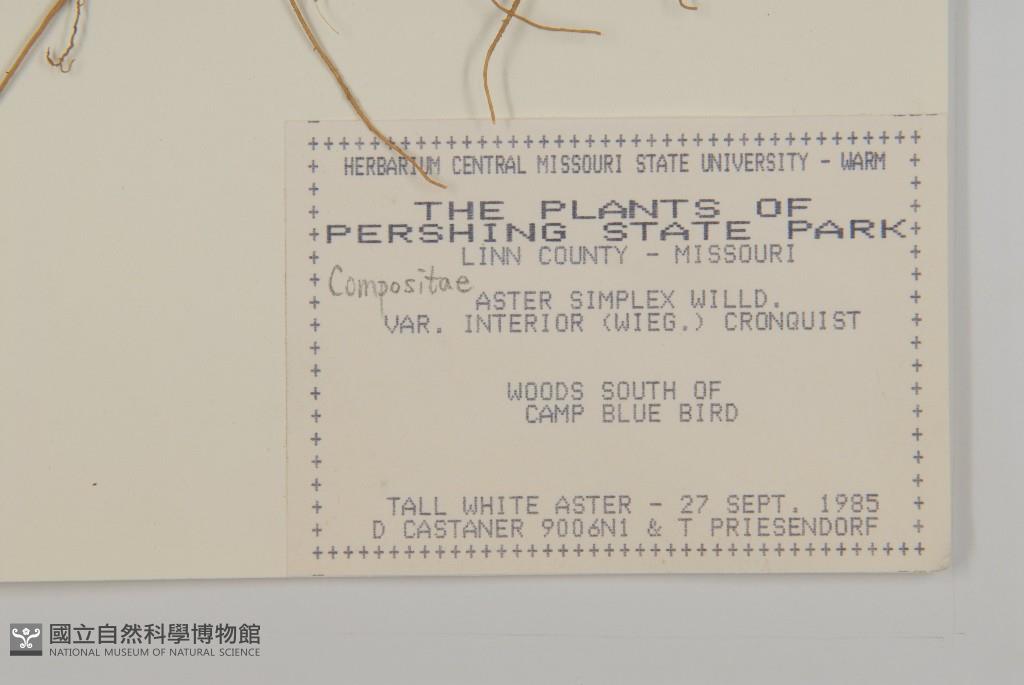 HERBARIUM CENTRAL MISSOURI STATE UNIVERSITY - WARM
THE PLANTS OF
PERSHING STATE PARK
LINN COUNTY - MISSOURI
Compositae
ASTER SIMPLEX WILLD.
VAR. INTERIOR (WIEG.) CRONQUIST
WOODS SOUTH OF
CAMP BLUE BIRD
TALL WHITE ASTER - 27 SEPT. 1985
D CASTANER 9006N1 & T PRIESENDORF
國立自然科學博物館
NATIONAL MUSEUM OF NATURAL SCIENCE